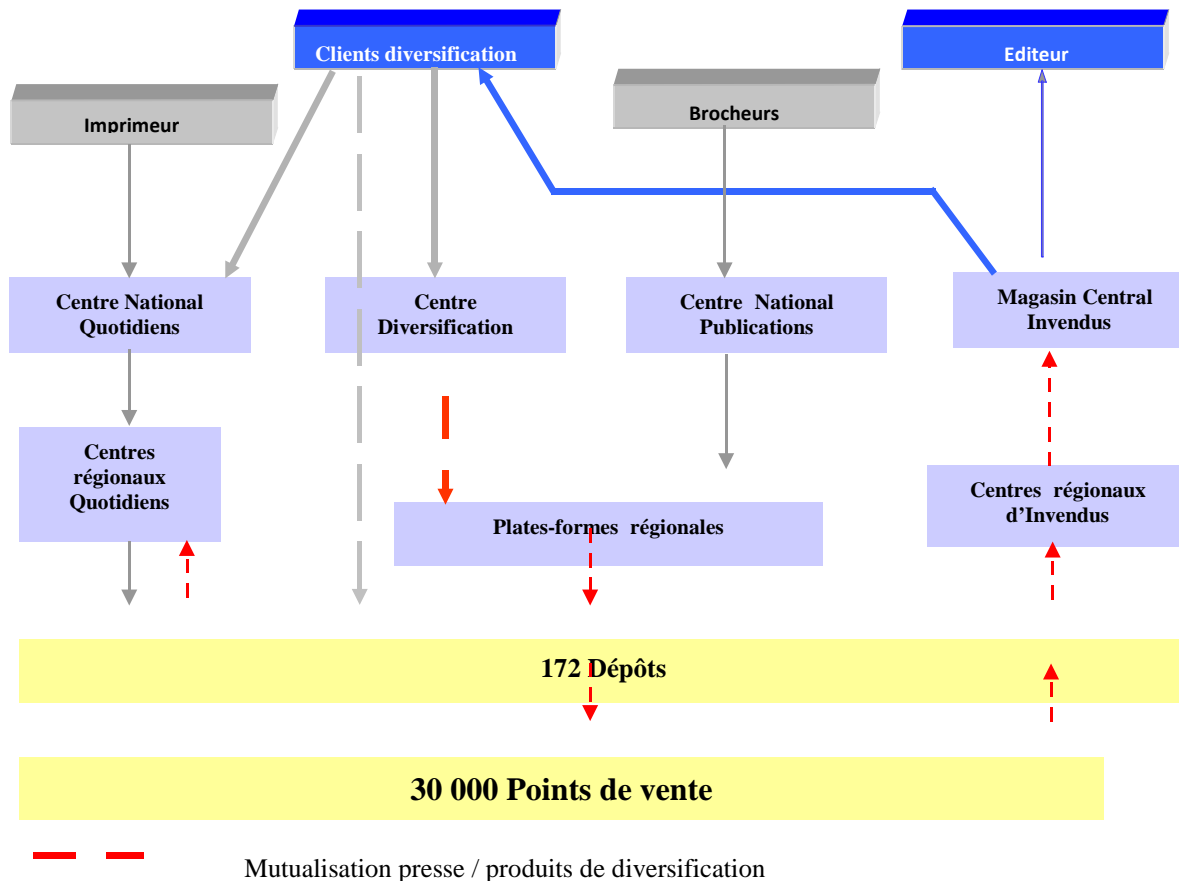 Clients diversification
Editeur
Imprimeur
Brocheurs
Centre National
Quotidiens
Centre
Diversification
Centre National
Publications
Magasin Central
Invendus
Centres
régionaux
Quotidiens
Plates-formes régionales
Centres régionaux
d'Invendus
172 Dépôts
30 000 Points de vente
Mutualisation presse / produits de diversification